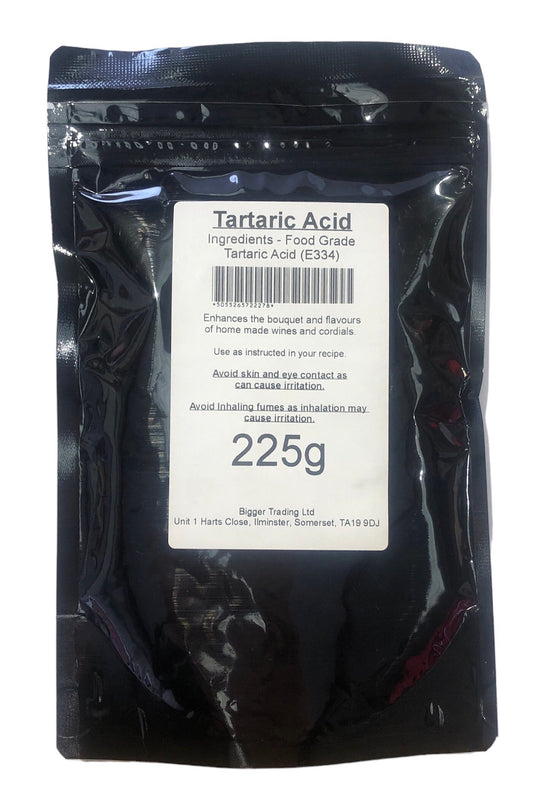 Tartaric Acid
Ingredients - Food Grade
Tartaric Acid (E334)
*5055265722278*
Enhances the bouquet and flavours
of home made wines and cordials.
Use as instructed in your recipe.
Avoid skin and eye contact as
can cause irritation.
Avoid Inhaling fumes as inhalation may
cause irritation.
225g
Bigger Trading Ltd
Unit 1 Harts Close, Ilminster, Somerset, TA19 9DJ